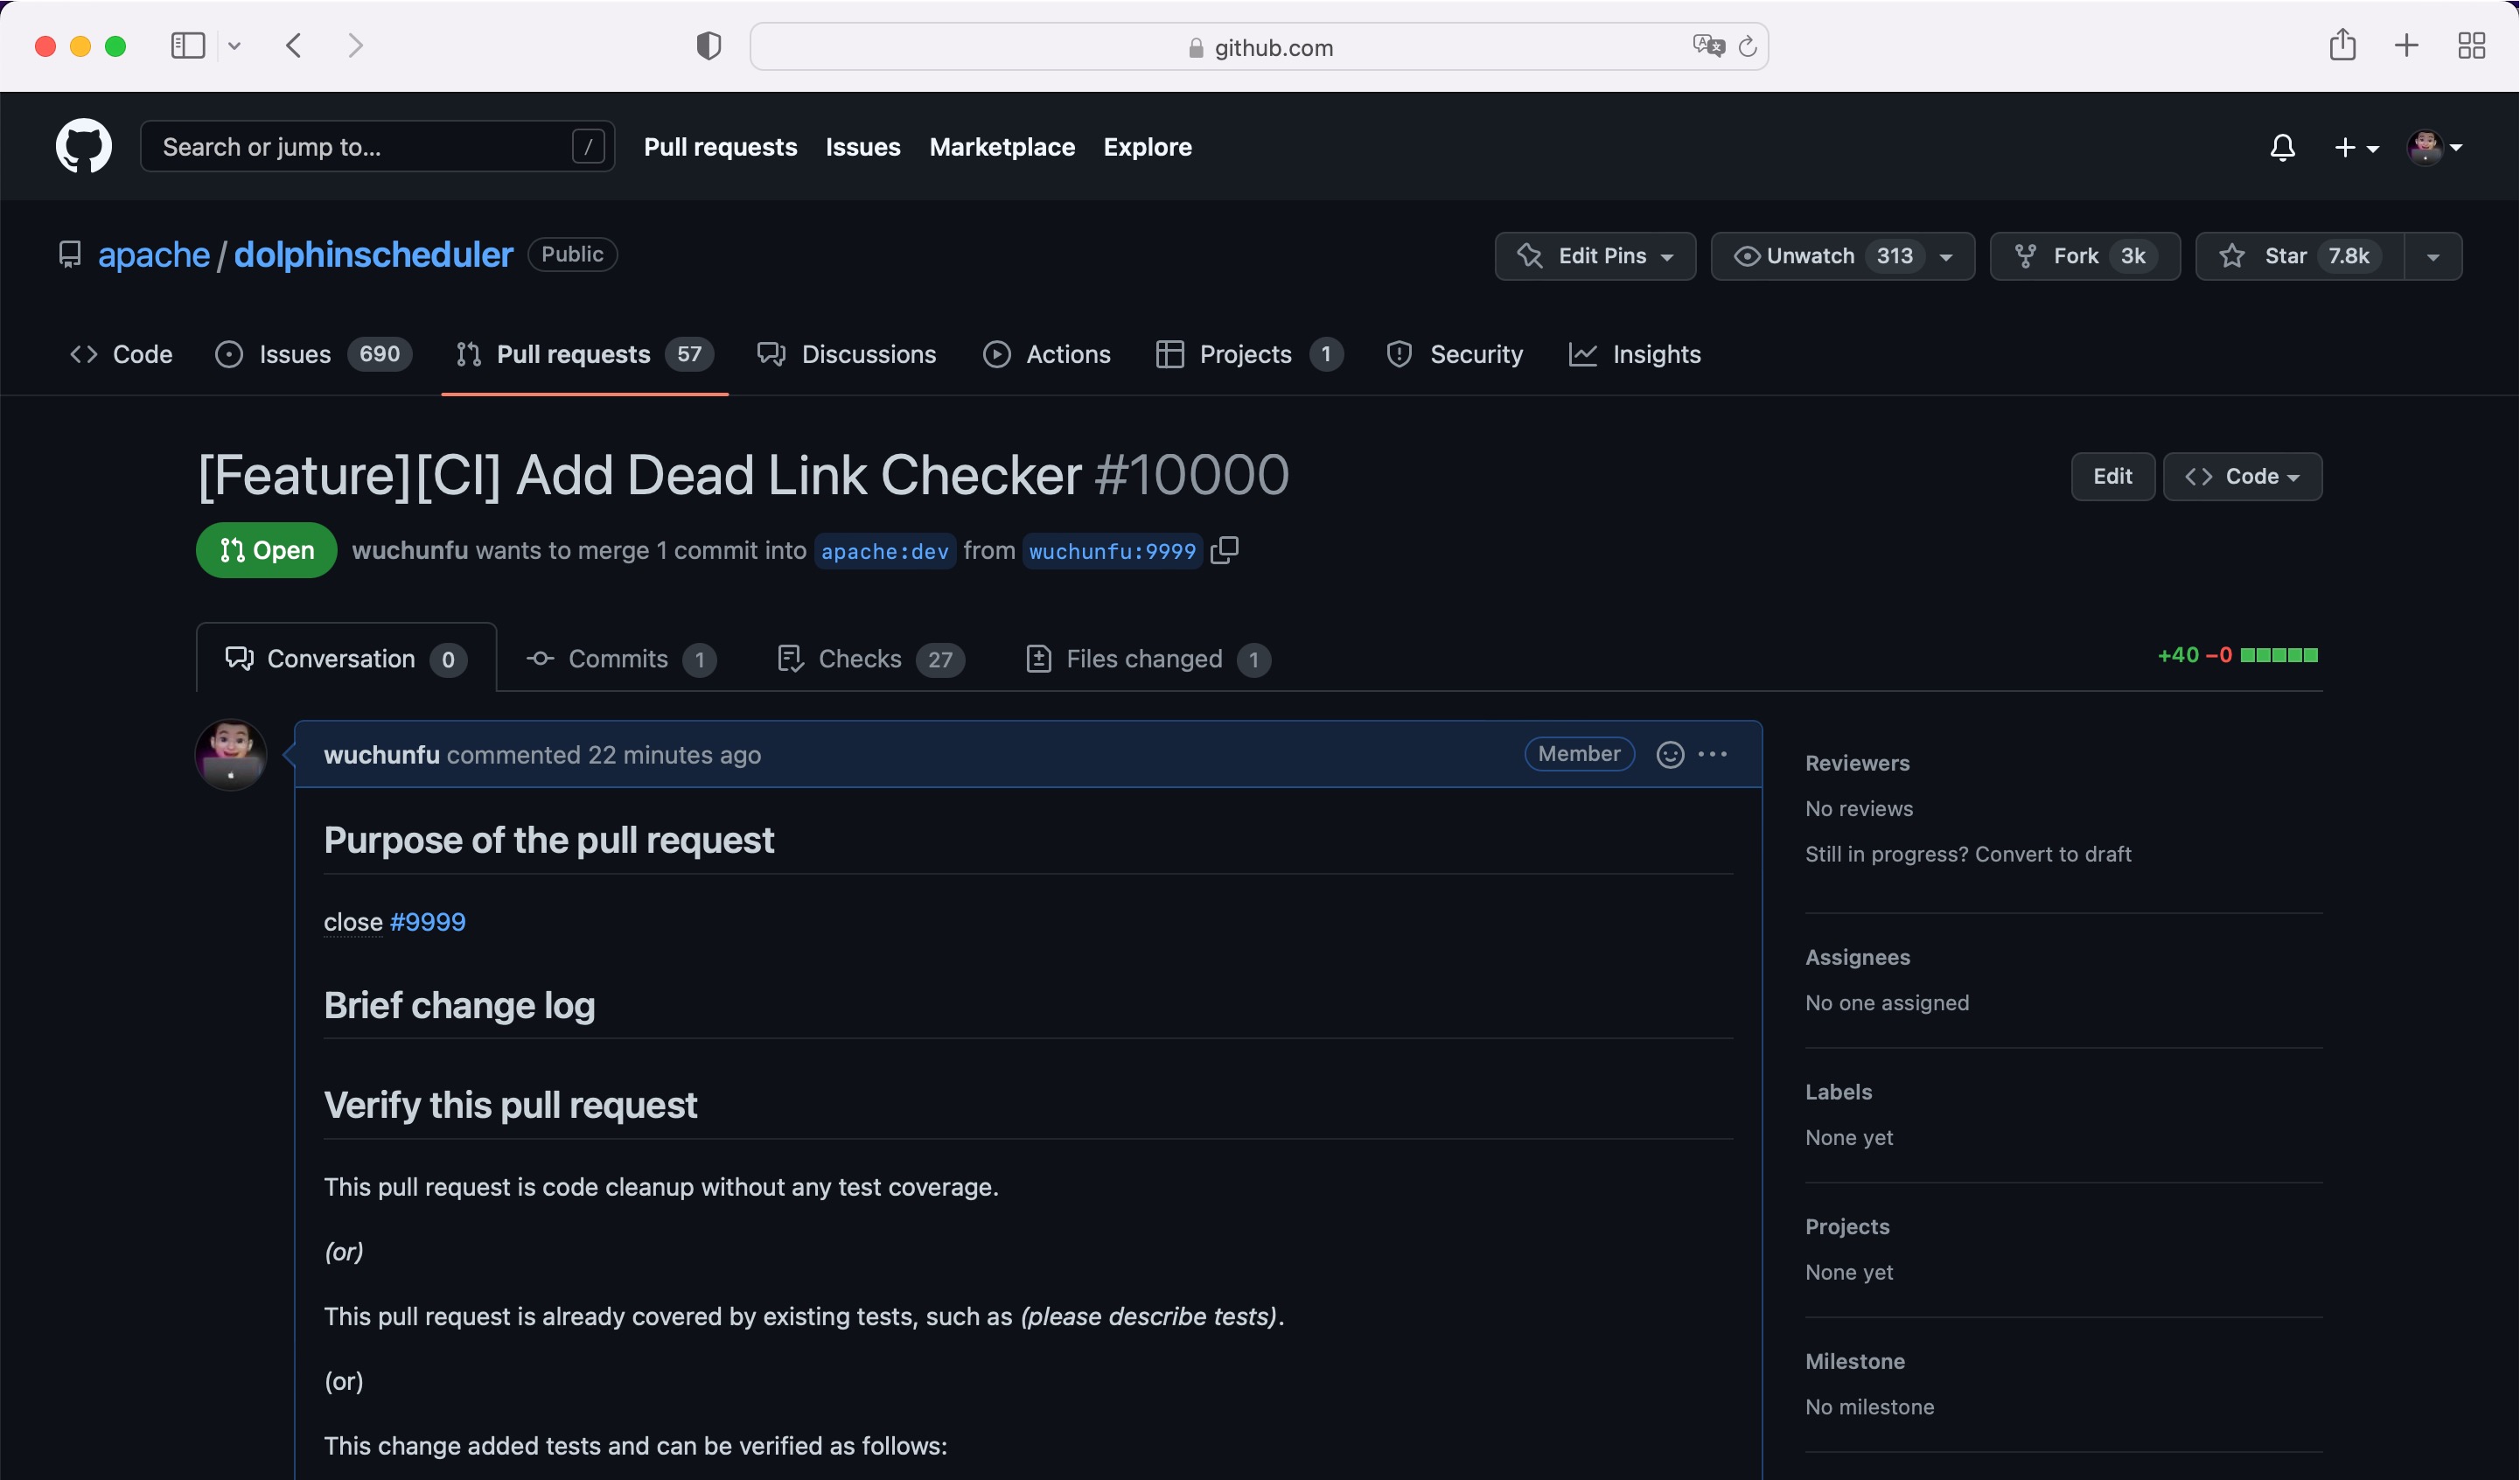 github.com
Search or jump to... /
Pull requests Issues Marketplace Explore
apache / dolphinscheduler Public
Edit Pins Unwatch 313 Fork 3k Star 7.8k
Code Issues 690 Pull requests 57 Discussions Actions Projects 1 Security Insights
[Feature][CI] Add Dead Link Checker #10000
Edit Code
Open wuchunfu wants to merge 1 commit into apache:dev from wuchunfu:9999
Conversation 0 Commits 1 Checks 27 Files changed 1
+40 −0
wuchunfu commented 22 minutes ago Member
Purpose of the pull request
close #9999
Brief change log
Verify this pull request
This pull request is code cleanup without any test coverage.
(or)
This pull request is already covered by existing tests, such as (please describe tests).
(or)
This change added tests and can be verified as follows:
Reviewers
No reviews
Still in progress? Convert to draft
Assignees
No one assigned
Labels
None yet
Projects
None yet
Milestone
No milestone